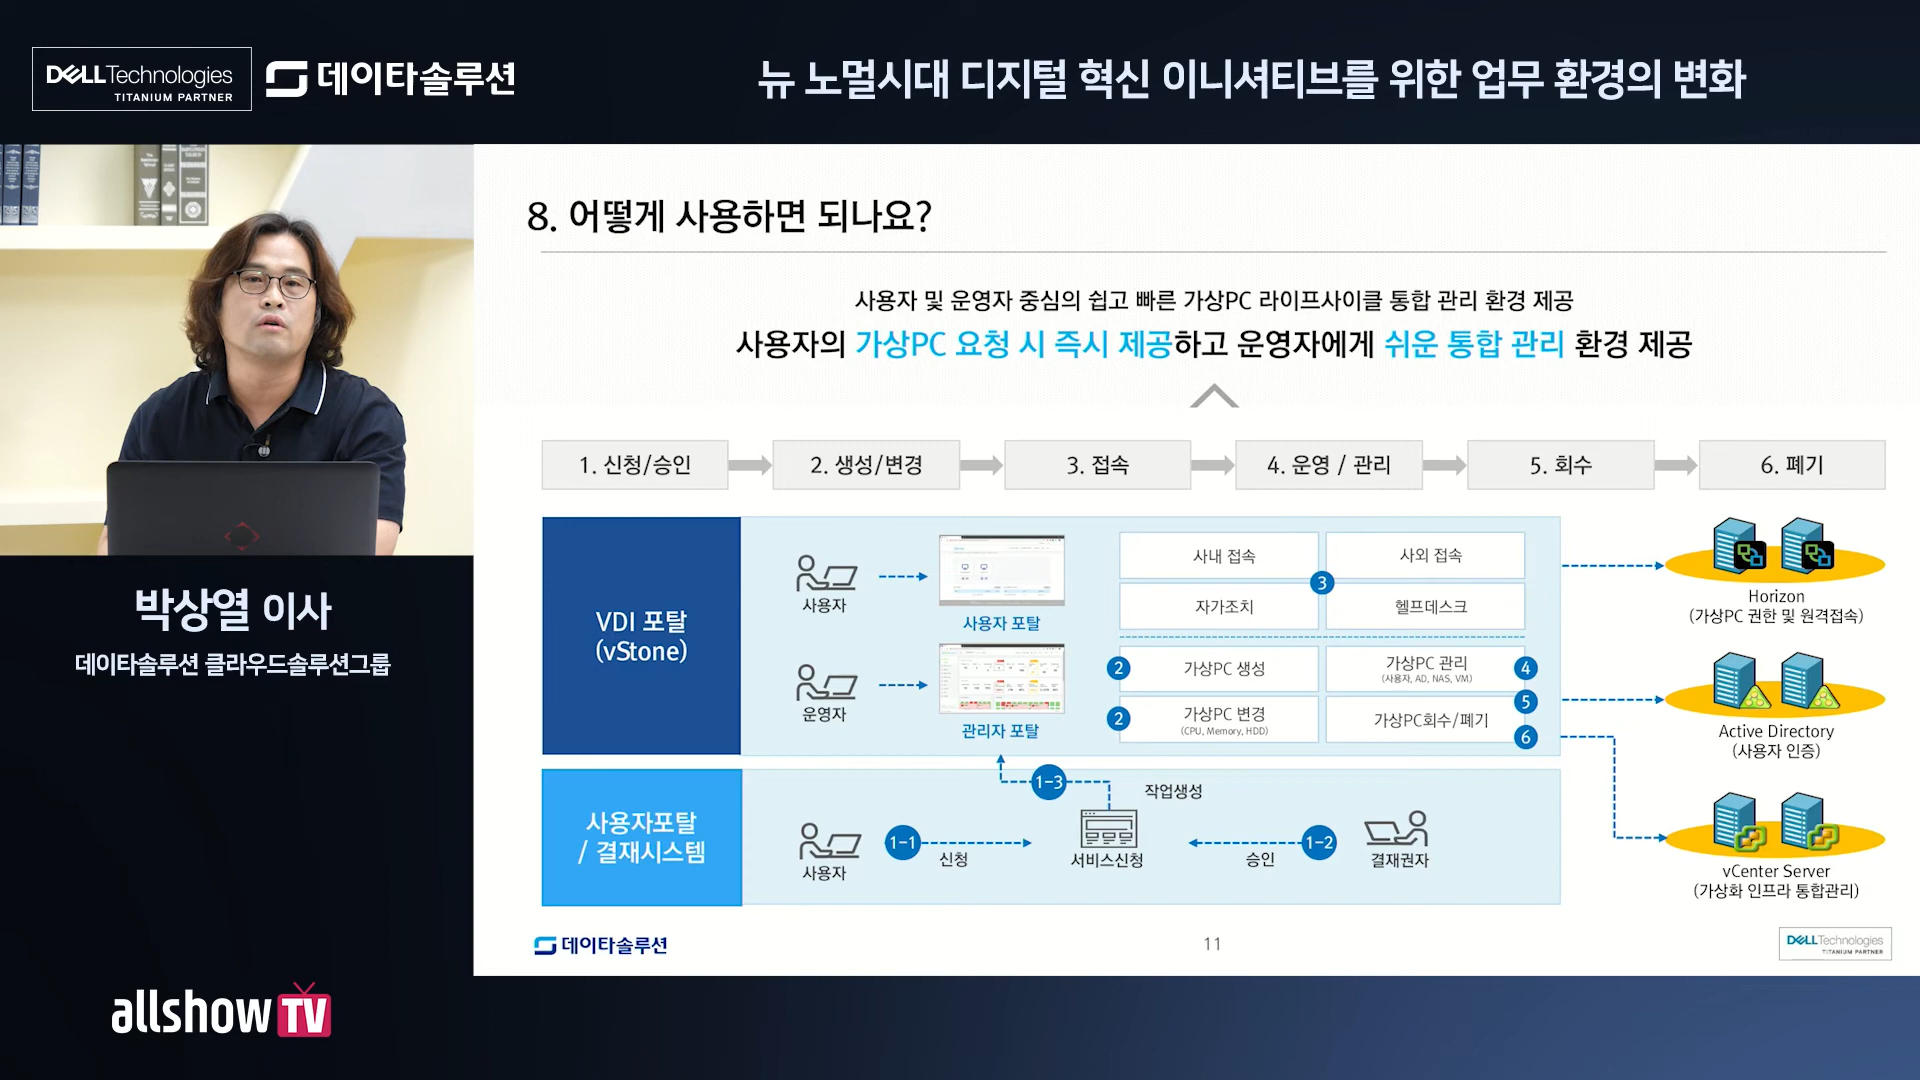 DELL Technologies
TITANIUM PARTNER
데이타솔루션
뉴 노멀시대 디지털 혁신 이니셔티브를 위한 업무 환경의 변화
박상열 이사
데이타솔루션 클라우드솔루션그룹
allshow TV
8. 어떻게 사용하면 되나요?
사용자 및 운영자 중심의 쉽고 빠른 가상PC 라이프사이클 통합 관리 환경 제공
사용자의 가상PC 요청 시 즉시 제공하고 운영자에게 쉬운 통합 관리 환경 제공
1. 신청/승인
2. 생성/변경
3. 접속
4. 운영 / 관리
5. 회수
6. 폐기
VDI 포탈
(vStone)
사용자
사용자 포탈
운영자
관리자 포탈
사내 접속
사외 접속
3
자가조치
헬프데스크
2
가상PC 생성
가상PC 관리
(사용자, AD, NAS, VM)
4
2
가상PC 변경
(CPU, Memory, HDD)
가상PC회수/폐기
5
6
사용자포탈
/ 결재시스템
사용자
1-1
신청
1-3
작업생성
서비스신청
승인
1-2
결재권자
Horizon
(가상PC 권한 및 원격접속)
Active Directory
(사용자 인증)
vCenter Server
(가상화 인프라 통합관리)
데이타솔루션
11
DELL Technologies
TITANIUM PARTNER